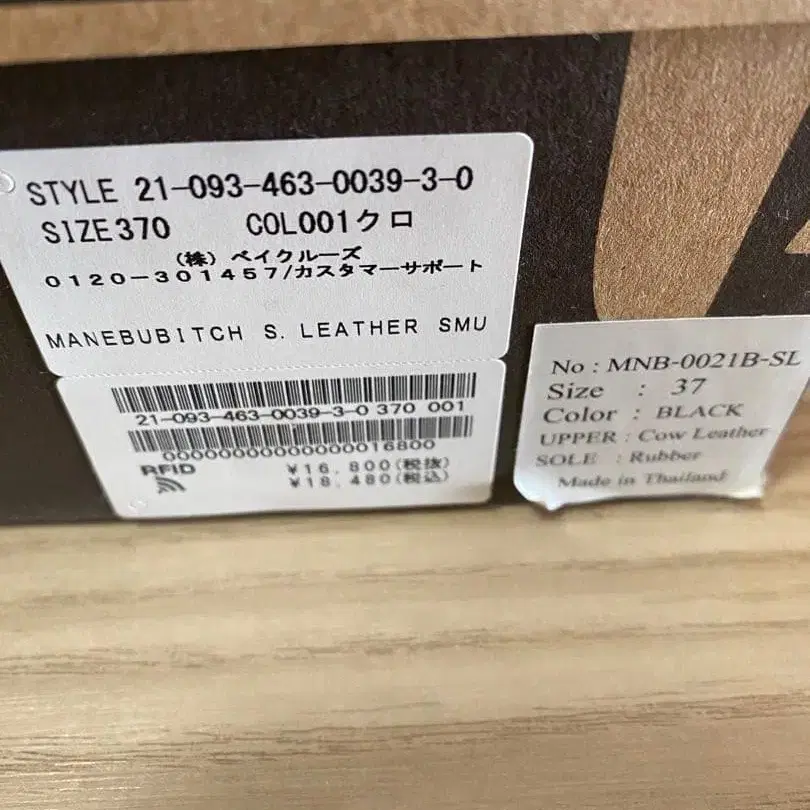 STYLE 21-093-463-0039-3-0
SIZE370 COL001クロ
(株) ベイクルーズ
0120-301457/カスタマーサポート
MANEBUBITCH S. LEATHER SMU
21-093-463-0039-3-0 370 001
00000000000000016800
RFID
¥16,800(税抜)
¥18,480(税込)
No : MNB-0021B-SL
Size : 37
Color : BLACK
UPPER : Cow Leather
SOLE : Rubber
Made in Thailand